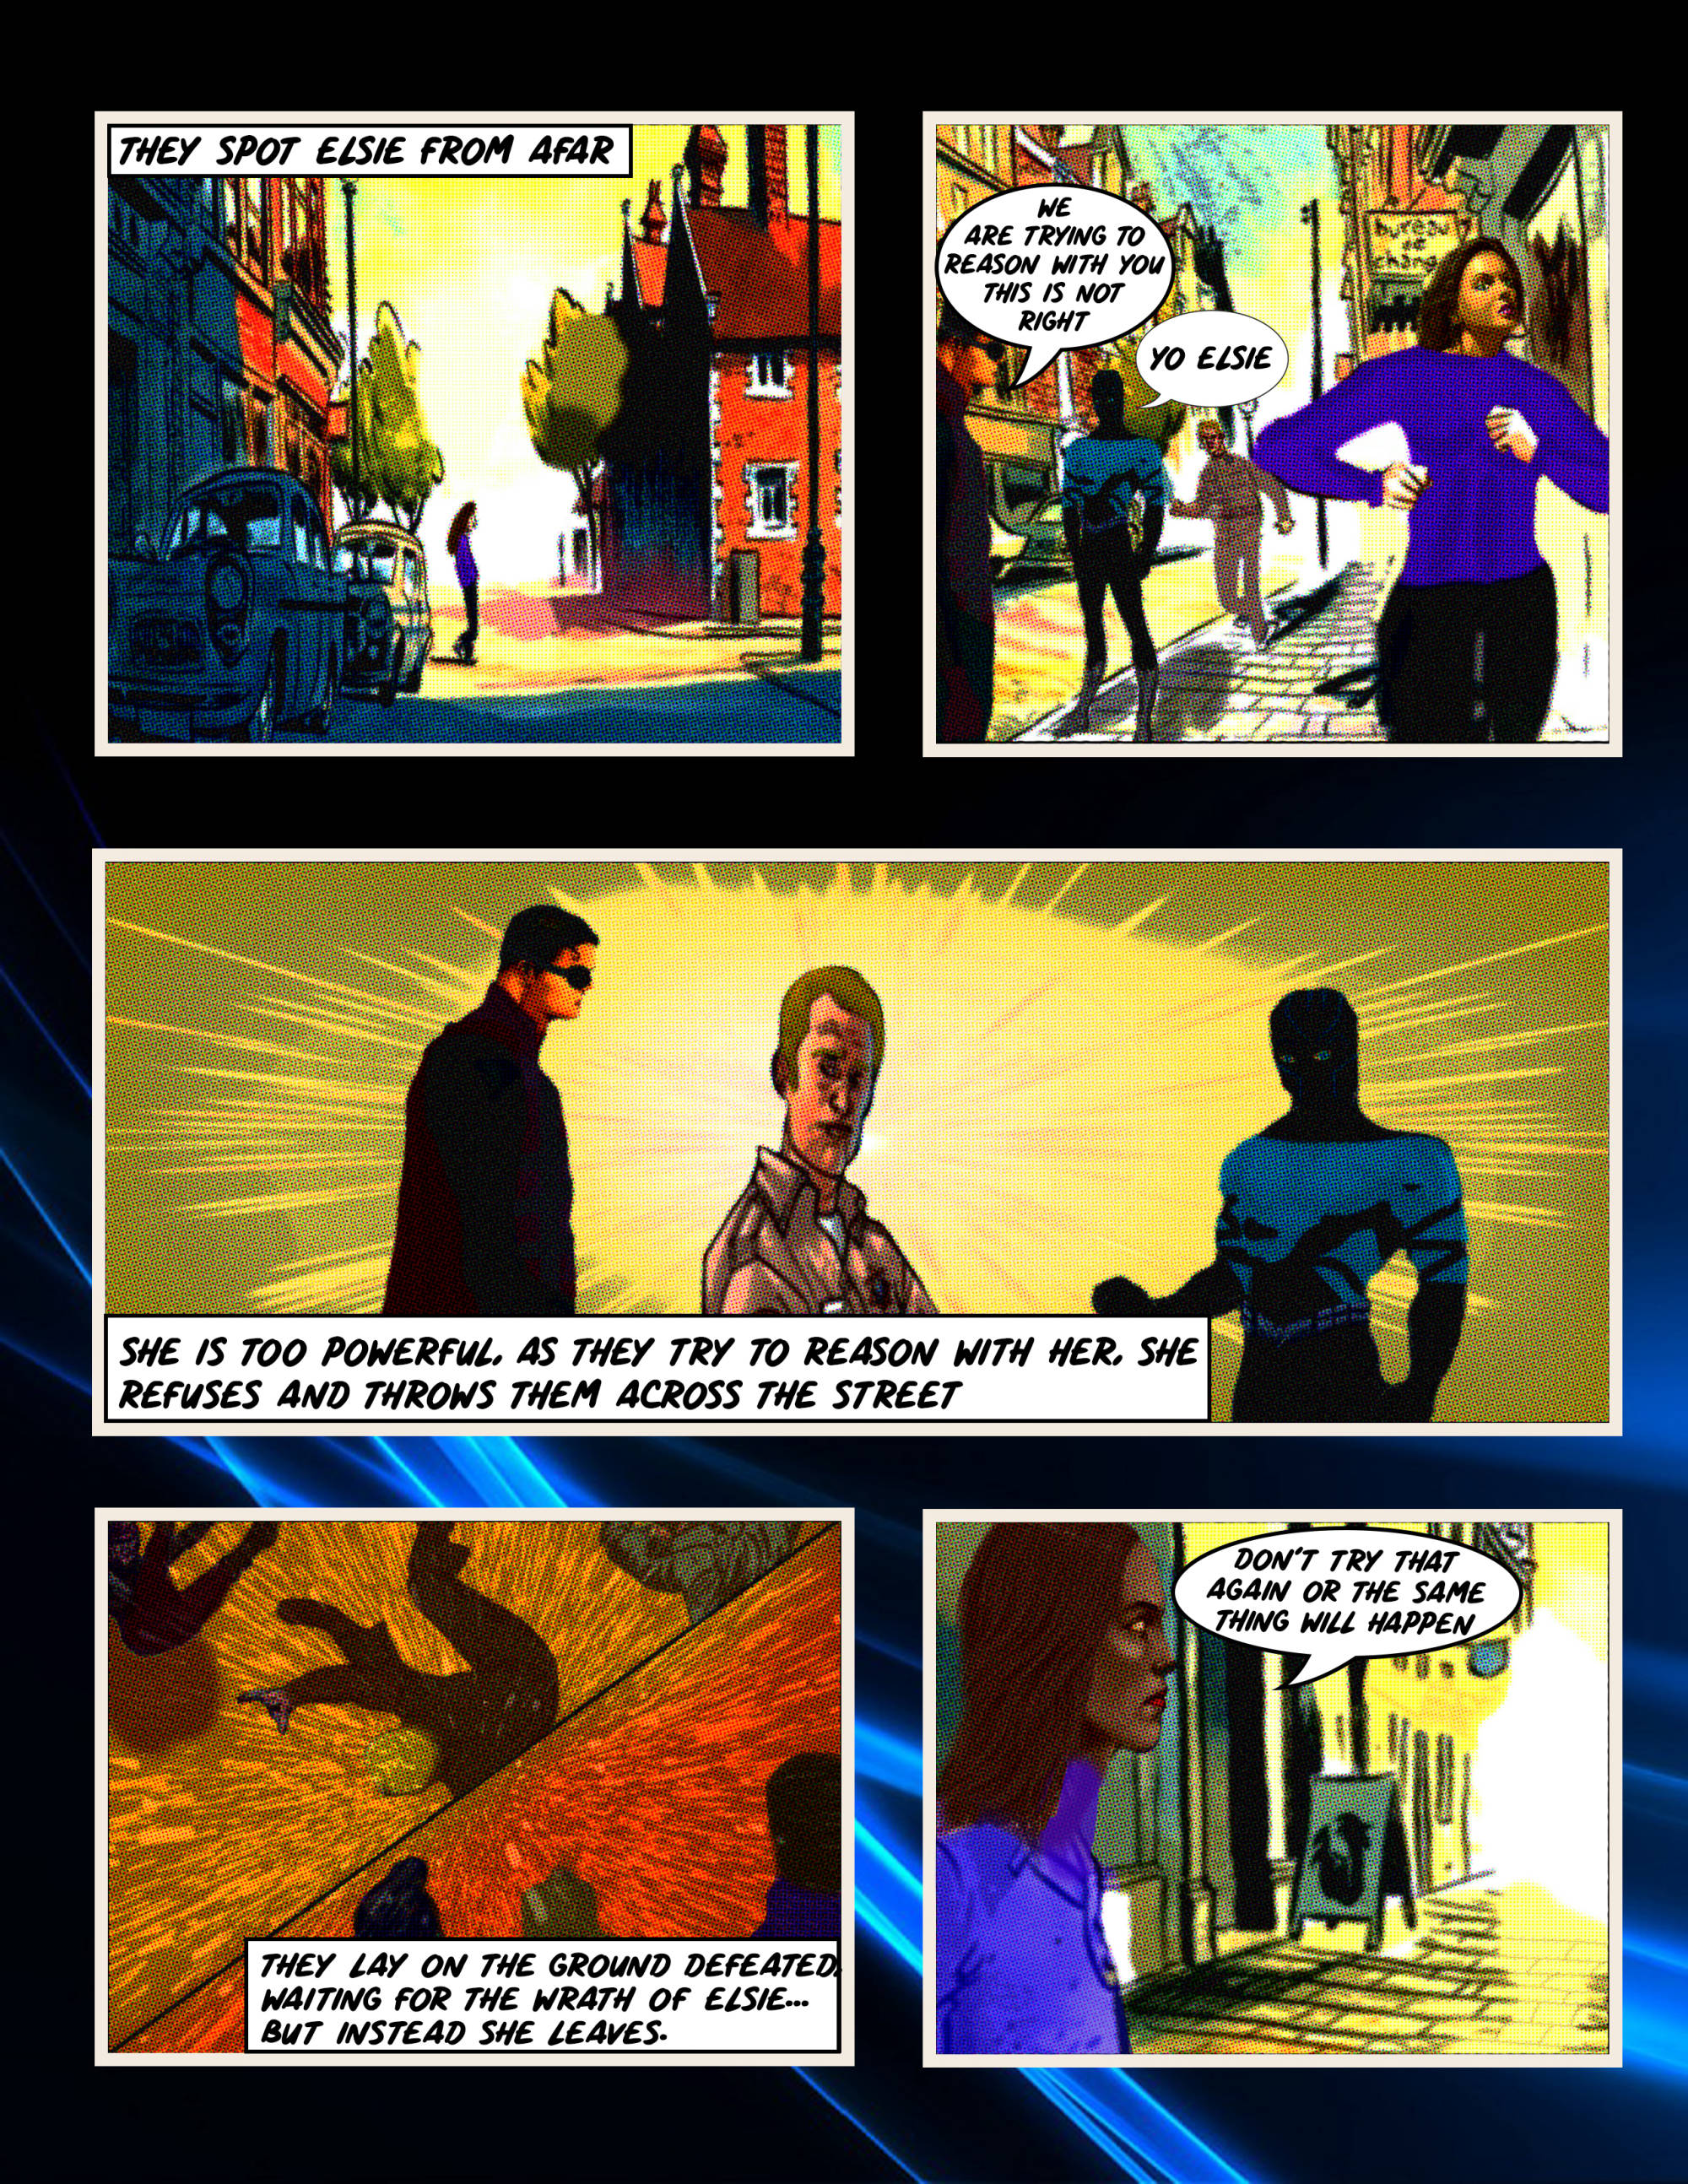 THEY SPOT ELSIE FROM AFAR
WE
ARE TRYING TO
REASON WITH YOU
THIS IS NOT
RIGHT
YO ELSIE
bureau
de
chang
SHE IS TOO POWERFUL. AS THEY TRY TO REASON WITH HER, SHE
REFUSES AND THROWS THEM ACROSS THE STREET
THEY LAY ON THE GROUND DEFEATED,
WAITING FOR THE WRATH OF ELSIE...
BUT INSTEAD SHE LEAVES.
DON'T TRY THAT
AGAIN OR THE SAME
THING WILL HAPPEN